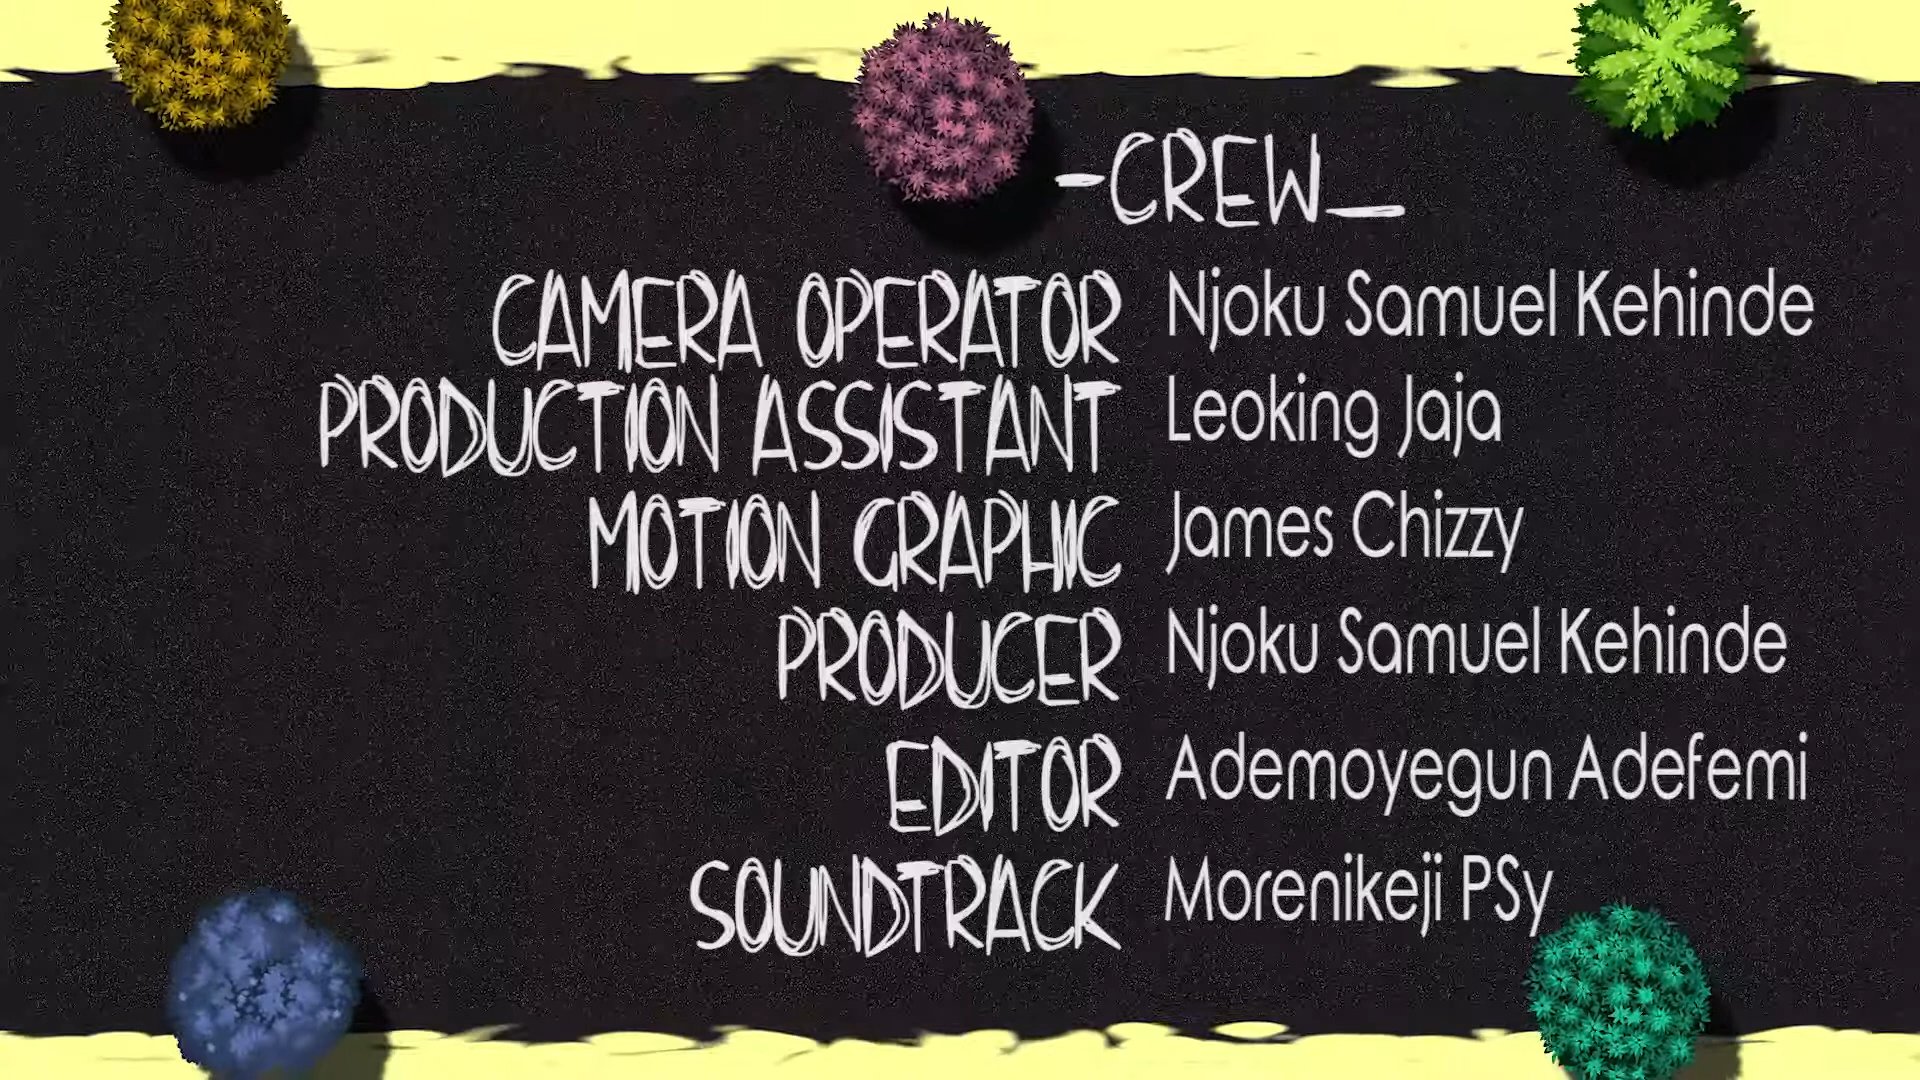 -CREW_
CAMERA OPERATOR Njoku Samuel Kehinde
PRODUCTION ASSISTANT Leoking Jaja
MOTION GRAPHIC James Chizzy
PRODUCER Njoku Samuel Kehinde
EDITOR Ademoyegun Adefemi
SOUNDTRACK Morenikeji PSy